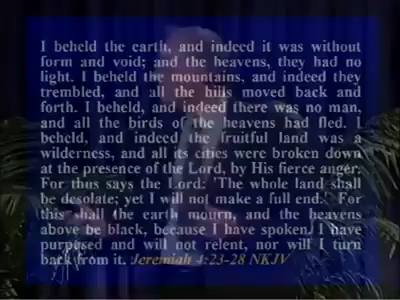 I beheld the earth, and indeed it was without
form and void; and the heavens, they had no
light. I beheld the mountains, and indeed they
trembled, and all the hills moved back and
forth. I beheld, and indeed there was no man,
and all the birds of the heavens had fled. I
beheld, and indeed the fruitful land was a
wilderness, and all its cities were broken down
at the presence of the Lord, by His fierce anger.
For thus says the Lord: 'The whole land shall
be desolate; yet I will not make a full end.' For
this shall the earth mourn, and the heavens
above be black, because I have spoken. I have
purposed and will not relent, nor will I turn
back from it. Jeremiah 4:23-28 NKJV